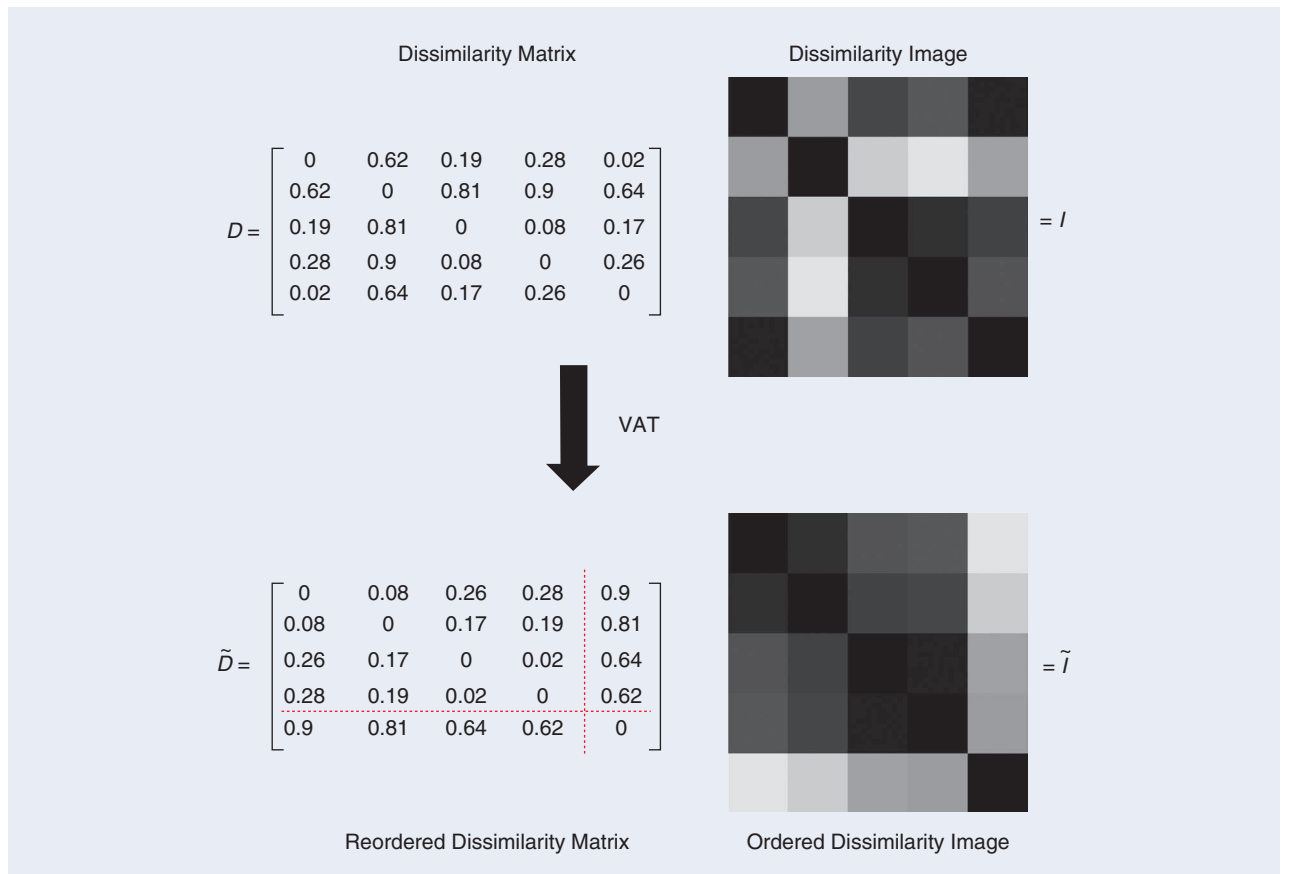 Dissimilarity Matrix
Dissimilarity Image
0 0.62 0.19 0.28 0.02
0.62 0 0.81 0.9 0.64
D = 0.19 0.81 0 0.08 0.17
= I
0.28 0.9 0.08 0 0.26
0.02 0.64 0.17 0.26 0
VAT
0 0.08 0.26 0.28 0.9
0.08 0 0.17 0.19 0.81
D̃ = 0.26 0.17 0 0.02 0.64
= Ĩ
0.28 0.19 0.02 0 0.62
0.9 0.81 0.64 0.62 0
Reordered Dissimilarity Matrix
Ordered Dissimilarity Image